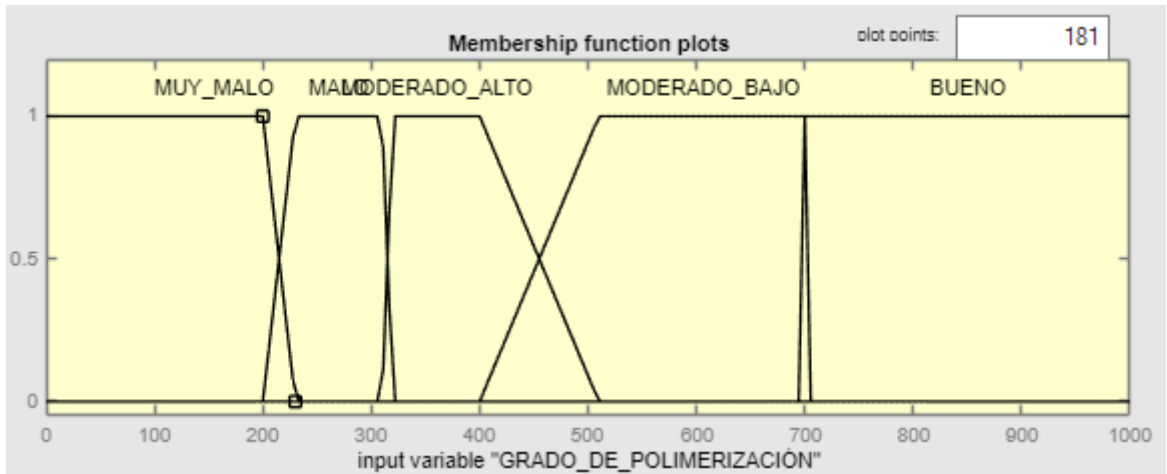 Membership function plots
plot points:
181
MUY_MALO
MALO
MODERADO_ALTO
MODERADO_BAJO
BUENO
1
0.5
0
0 100 200 300 400 500 600 700 800 900 1000
input variable "GRADO_DE_POLIMERIZACIÓN"